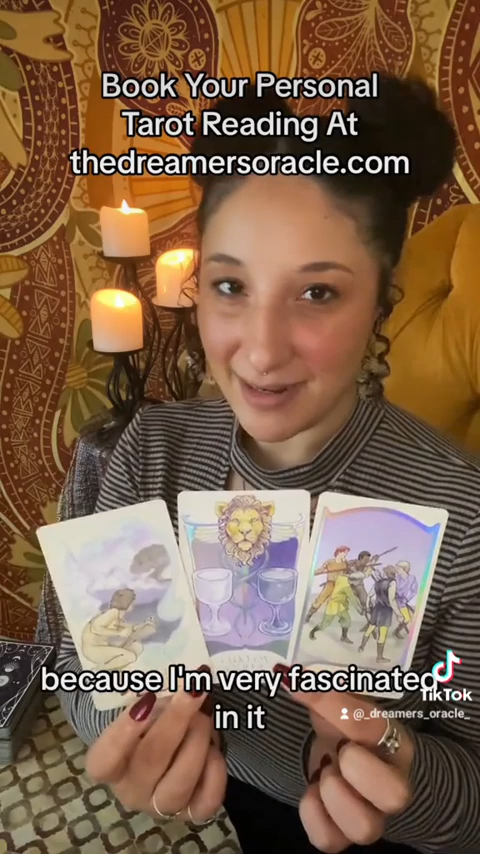 Book Your Personal
Tarot Reading At
thedreamersoracle.com
because I'm very fascinated
in it
TikTok
@_dreamers_oracle_